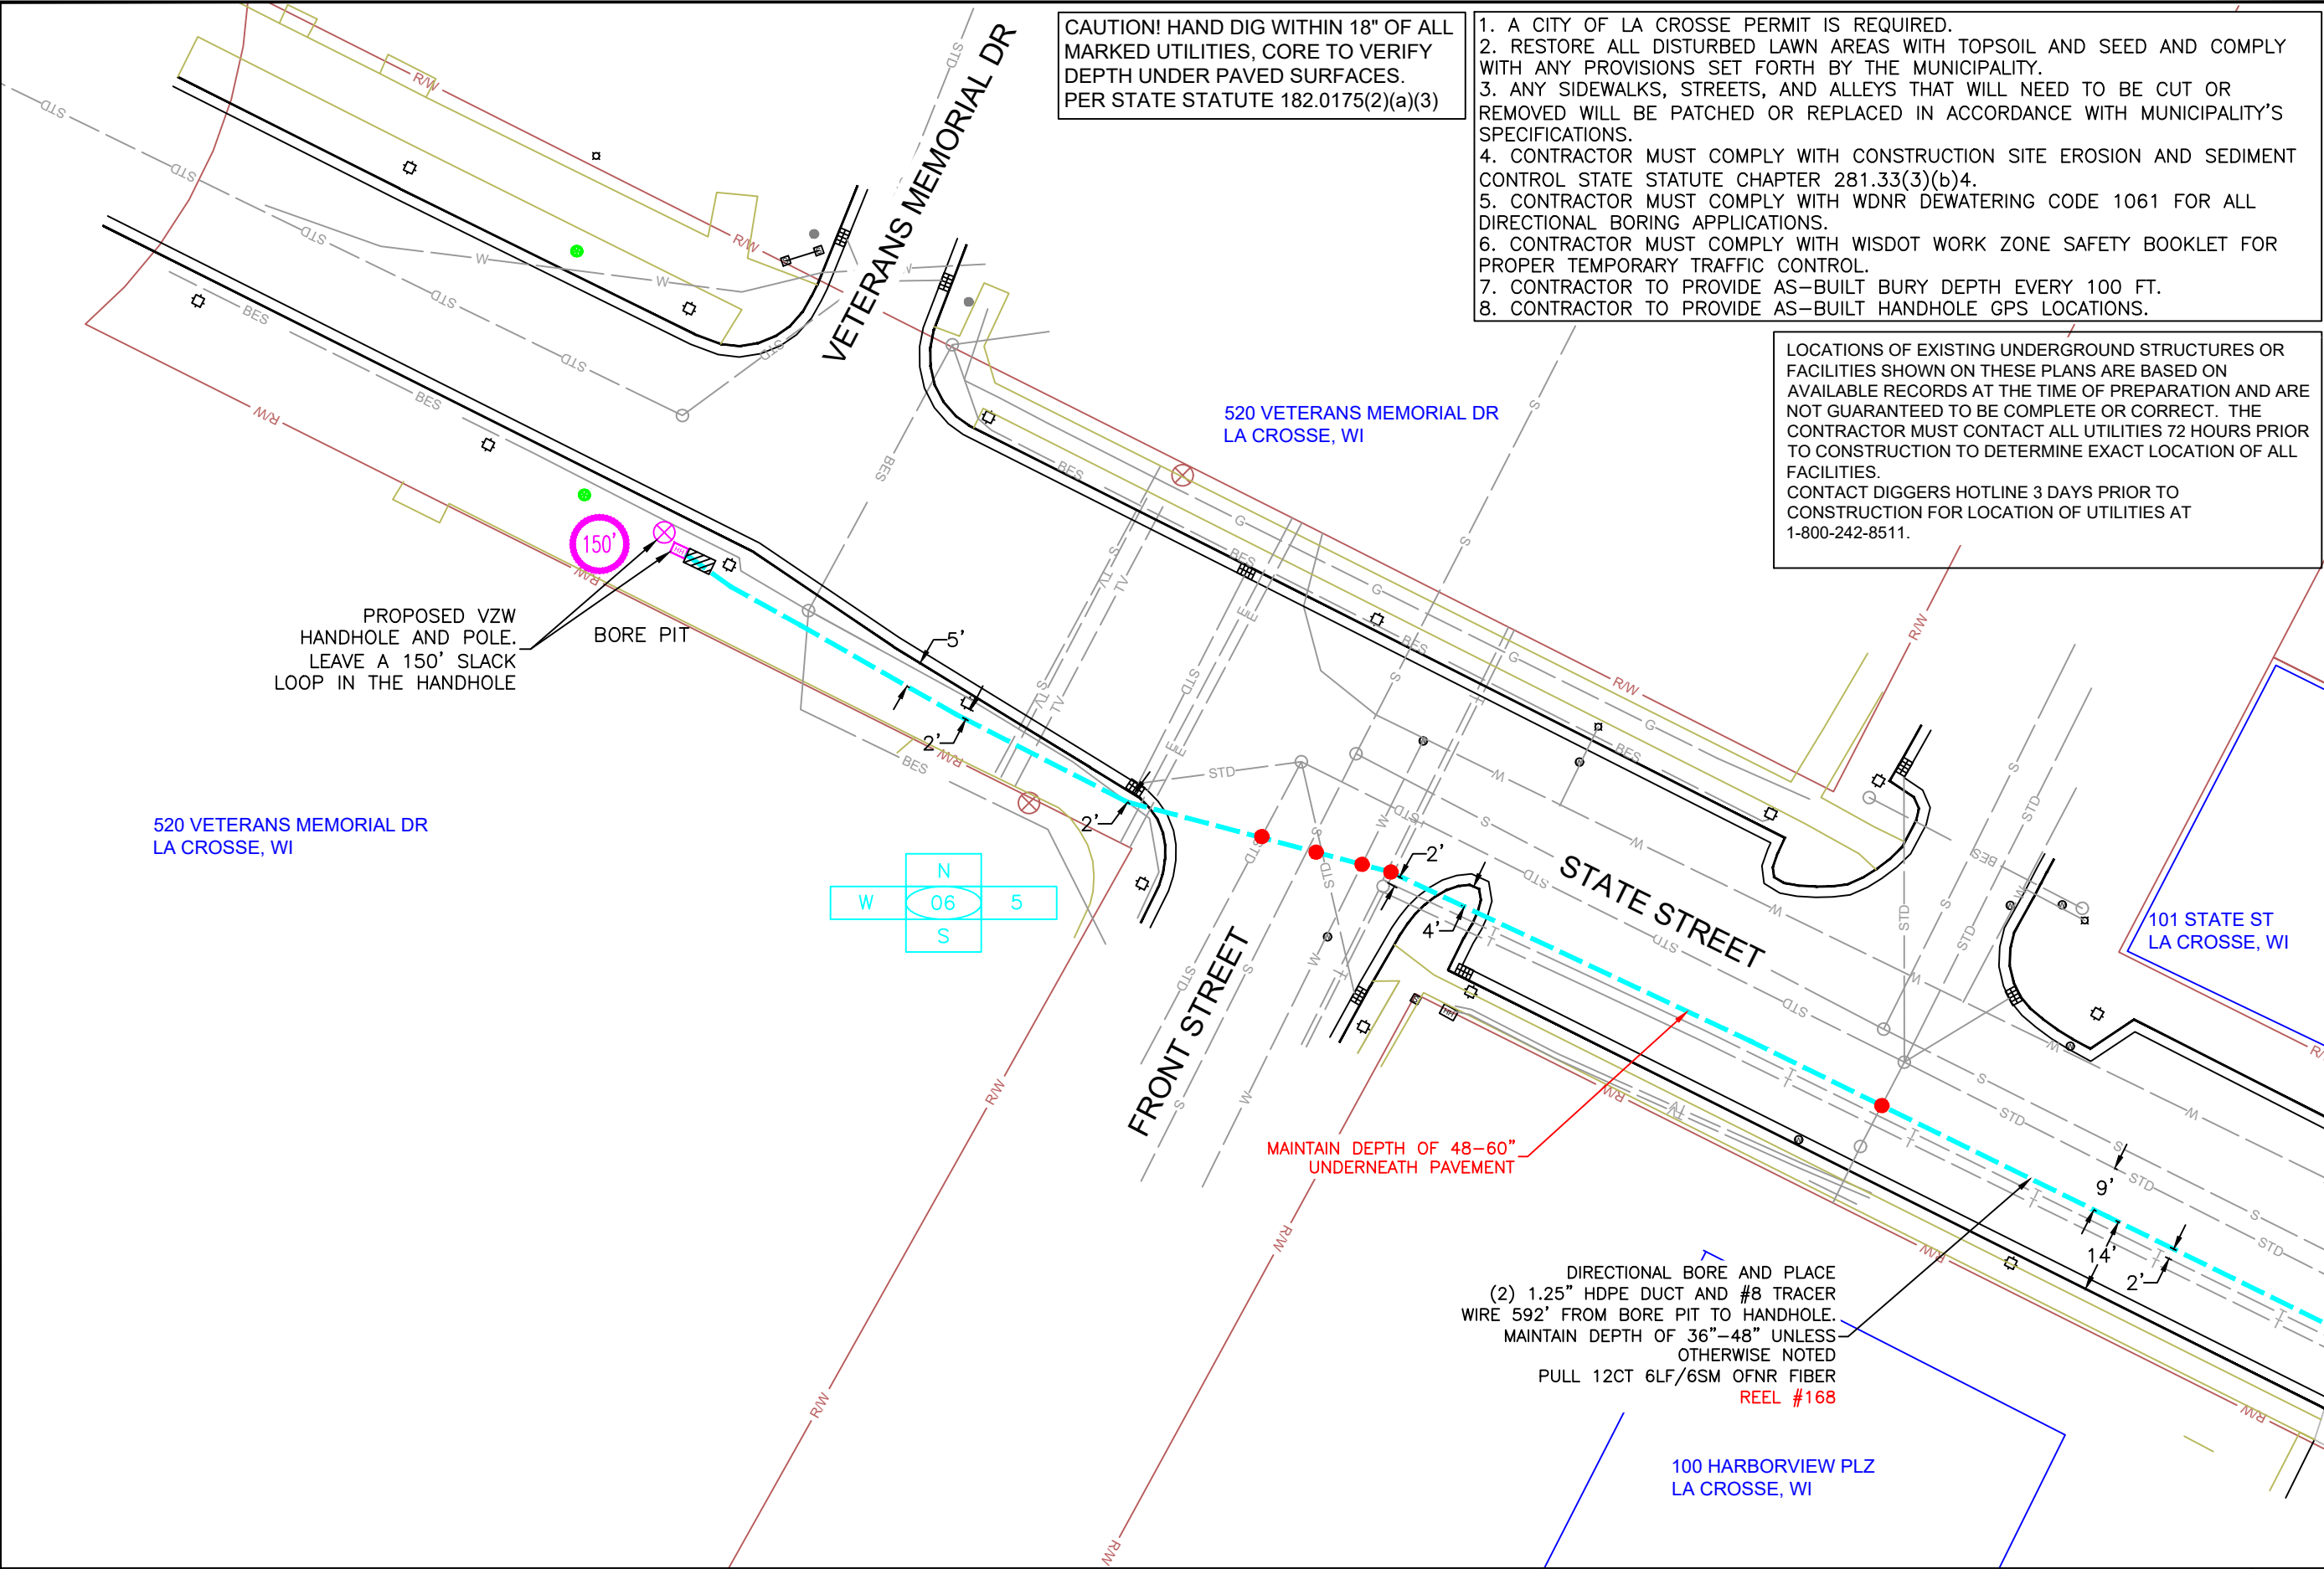 CAUTION! HAND DIG WITHIN 18" OF ALL
MARKED UTILITIES, CORE TO VERIFY
DEPTH UNDER PAVED SURFACES.
PER STATE STATUTE 182.0175(2)(a)(3)
1. A CITY OF LA CROSSE PERMIT IS REQUIRED.
2. RESTORE ALL DISTURBED LAWN AREAS WITH TOPSOIL AND SEED AND COMPLY
WITH ANY PROVISIONS SET FORTH BY THE MUNICIPALITY.
3. ANY SIDEWALKS, STREETS, AND ALLEYS THAT WILL NEED TO BE CUT OR
REMOVED WILL BE PATCHED OR REPLACED IN ACCORDANCE WITH MUNICIPALITY'S
SPECIFICATIONS.
4. CONTRACTOR MUST COMPLY WITH CONSTRUCTION SITE EROSION AND SEDIMENT
CONTROL STATE STATUTE CHAPTER 281.33(3)(b)4.
5. CONTRACTOR MUST COMPLY WITH WDNR DEWATERING CODE 1061 FOR ALL
DIRECTIONAL BORING APPLICATIONS.
6. CONTRACTOR MUST COMPLY WITH WISDOT WORK ZONE SAFETY BOOKLET FOR
PROPER TEMPORARY TRAFFIC CONTROL.
7. CONTRACTOR TO PROVIDE AS-BUILT BURY DEPTH EVERY 100 FT.
8. CONTRACTOR TO PROVIDE AS-BUILT HANDHOLE GPS LOCATIONS.
LOCATIONS OF EXISTING UNDERGROUND STRUCTURES OR
FACILITIES SHOWN ON THESE PLANS ARE BASED ON
AVAILABLE RECORDS AT THE TIME OF PREPARATION AND ARE
NOT GUARANTEED TO BE COMPLETE OR CORRECT. THE
CONTRACTOR MUST CONTACT ALL UTILITIES 72 HOURS PRIOR
TO CONSTRUCTION TO DETERMINE EXACT LOCATION OF ALL
FACILITIES.
CONTACT DIGGERS HOTLINE 3 DAYS PRIOR TO
CONSTRUCTION FOR LOCATION OF UTILITIES AT
1-800-242-8511.
VETERANS MEMORIAL DR
520 VETERANS MEMORIAL DR
LA CROSSE, WI
150'
HH
PROPOSED VZW
HANDHOLE AND POLE.
LEAVE A 150' SLACK
LOOP IN THE HANDHOLE
BORE PIT
5'
2'
2'
2'
4'
520 VETERANS MEMORIAL DR
LA CROSSE, WI
N
W 06 5
S
FRONT STREET
STATE STREET
101 STATE ST
LA CROSSE, WI
MAINTAIN DEPTH OF 48-60"
UNDERNEATH PAVEMENT
9'
14'
2'
DIRECTIONAL BORE AND PLACE
(2) 1.25" HDPE DUCT AND #8 TRACER
WIRE 592' FROM BORE PIT TO HANDHOLE.
MAINTAIN DEPTH OF 36"-48" UNLESS
OTHERWISE NOTED
PULL 12CT 6LF/6SM OFNR FIBER
REEL #168
100 HARBORVIEW PLZ
LA CROSSE, WI